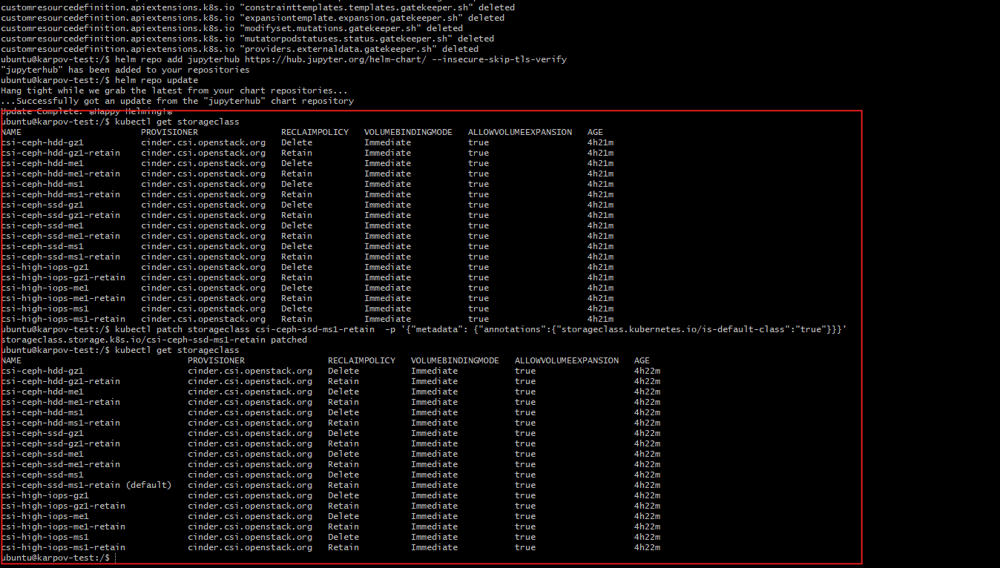 customresourcedefinition.apiextensions.k8s.io "constrainttemplates.templates.gatekeeper.sh" deleted
customresourcedefinition.apiextensions.k8s.io "expansiontemplate.expansion.gatekeeper.sh" deleted
customresourcedefinition.apiextensions.k8s.io "modifyset.mutations.gatekeeper.sh" deleted
customresourcedefinition.apiextensions.k8s.io "mutatorpodstatuses.status.gatekeeper.sh" deleted
customresourcedefinition.apiextensions.k8s.io "providers.externaldata.gatekeeper.sh" deleted
ubuntu@karpov-test:/$ helm repo add jupyterhub https://hub.jupyter.org/helm-chart/ --insecure-skip-tls-verify
"jupyterhub" has been added to your repositories
ubuntu@karpov-test:/$ helm repo update
Hang tight while we grab the latest from your chart repositories...
...Successfully got an update from the "jupyterhub" chart repository
Update Complete. ⎈Happy Helming!⎈
ubuntu@karpov-test:/$ kubectl get storageclass
NAME PROVISIONER RECLAIMPOLICY VOLUMEBINDINGMODE ALLOWVOLUMEEXPANSION AGE
csi-ceph-hdd-gz1 cinder.csi.openstack.org Delete Immediate true 4h21m
csi-ceph-hdd-gz1-retain cinder.csi.openstack.org Retain Immediate true 4h21m
csi-ceph-hdd-me1 cinder.csi.openstack.org Delete Immediate true 4h21m
csi-ceph-hdd-me1-retain cinder.csi.openstack.org Retain Immediate true 4h21m
csi-ceph-hdd-ms1 cinder.csi.openstack.org Delete Immediate true 4h21m
csi-ceph-hdd-ms1-retain cinder.csi.openstack.org Retain Immediate true 4h21m
csi-ceph-ssd-gz1 cinder.csi.openstack.org Delete Immediate true 4h21m
csi-ceph-ssd-gz1-retain cinder.csi.openstack.org Retain Immediate true 4h21m
csi-ceph-ssd-me1 cinder.csi.openstack.org Delete Immediate true 4h21m
csi-ceph-ssd-me1-retain cinder.csi.openstack.org Retain Immediate true 4h21m
csi-ceph-ssd-ms1 cinder.csi.openstack.org Delete Immediate true 4h21m
csi-ceph-ssd-ms1-retain cinder.csi.openstack.org Retain Immediate true 4h21m
csi-high-iops-gz1 cinder.csi.openstack.org Delete Immediate true 4h21m
csi-high-iops-gz1-retain cinder.csi.openstack.org Retain Immediate true 4h21m
csi-high-iops-me1 cinder.csi.openstack.org Delete Immediate true 4h21m
csi-high-iops-me1-retain cinder.csi.openstack.org Retain Immediate true 4h21m
csi-high-iops-ms1 cinder.csi.openstack.org Delete Immediate true 4h21m
csi-high-iops-ms1-retain cinder.csi.openstack.org Retain Immediate true 4h21m
ubuntu@karpov-test:/$ kubectl patch storageclass csi-ceph-ssd-ms1-retain -p '{"metadata": {"annotations":{"storageclass.kubernetes.io/is-default-class":"true"}}}'
storageclass.storage.k8s.io/csi-ceph-ssd-ms1-retain patched
ubuntu@karpov-test:/$ kubectl get storageclass
NAME PROVISIONER RECLAIMPOLICY VOLUMEBINDINGMODE ALLOWVOLUMEEXPANSION AGE
csi-ceph-hdd-gz1 cinder.csi.openstack.org Delete Immediate true 4h22m
csi-ceph-hdd-gz1-retain cinder.csi.openstack.org Retain Immediate true 4h22m
csi-ceph-hdd-me1 cinder.csi.openstack.org Delete Immediate true 4h22m
csi-ceph-hdd-me1-retain cinder.csi.openstack.org Retain Immediate true 4h22m
csi-ceph-hdd-ms1 cinder.csi.openstack.org Delete Immediate true 4h22m
csi-ceph-hdd-ms1-retain cinder.csi.openstack.org Retain Immediate true 4h22m
csi-ceph-ssd-gz1 cinder.csi.openstack.org Delete Immediate true 4h22m
csi-ceph-ssd-gz1-retain cinder.csi.openstack.org Retain Immediate true 4h22m
csi-ceph-ssd-me1 cinder.csi.openstack.org Delete Immediate true 4h22m
csi-ceph-ssd-me1-retain cinder.csi.openstack.org Retain Immediate true 4h22m
csi-ceph-ssd-ms1 cinder.csi.openstack.org Delete Immediate true 4h22m
csi-ceph-ssd-ms1-retain (default) cinder.csi.openstack.org Retain Immediate true 4h22m
csi-high-iops-gz1 cinder.csi.openstack.org Delete Immediate true 4h22m
csi-high-iops-gz1-retain cinder.csi.openstack.org Retain Immediate true 4h22m
csi-high-iops-me1 cinder.csi.openstack.org Delete Immediate true 4h22m
csi-high-iops-me1-retain cinder.csi.openstack.org Retain Immediate true 4h22m
csi-high-iops-ms1 cinder.csi.openstack.org Delete Immediate true 4h22m
csi-high-iops-ms1-retain cinder.csi.openstack.org Retain Immediate true 4h22m
ubuntu@karpov-test:/$